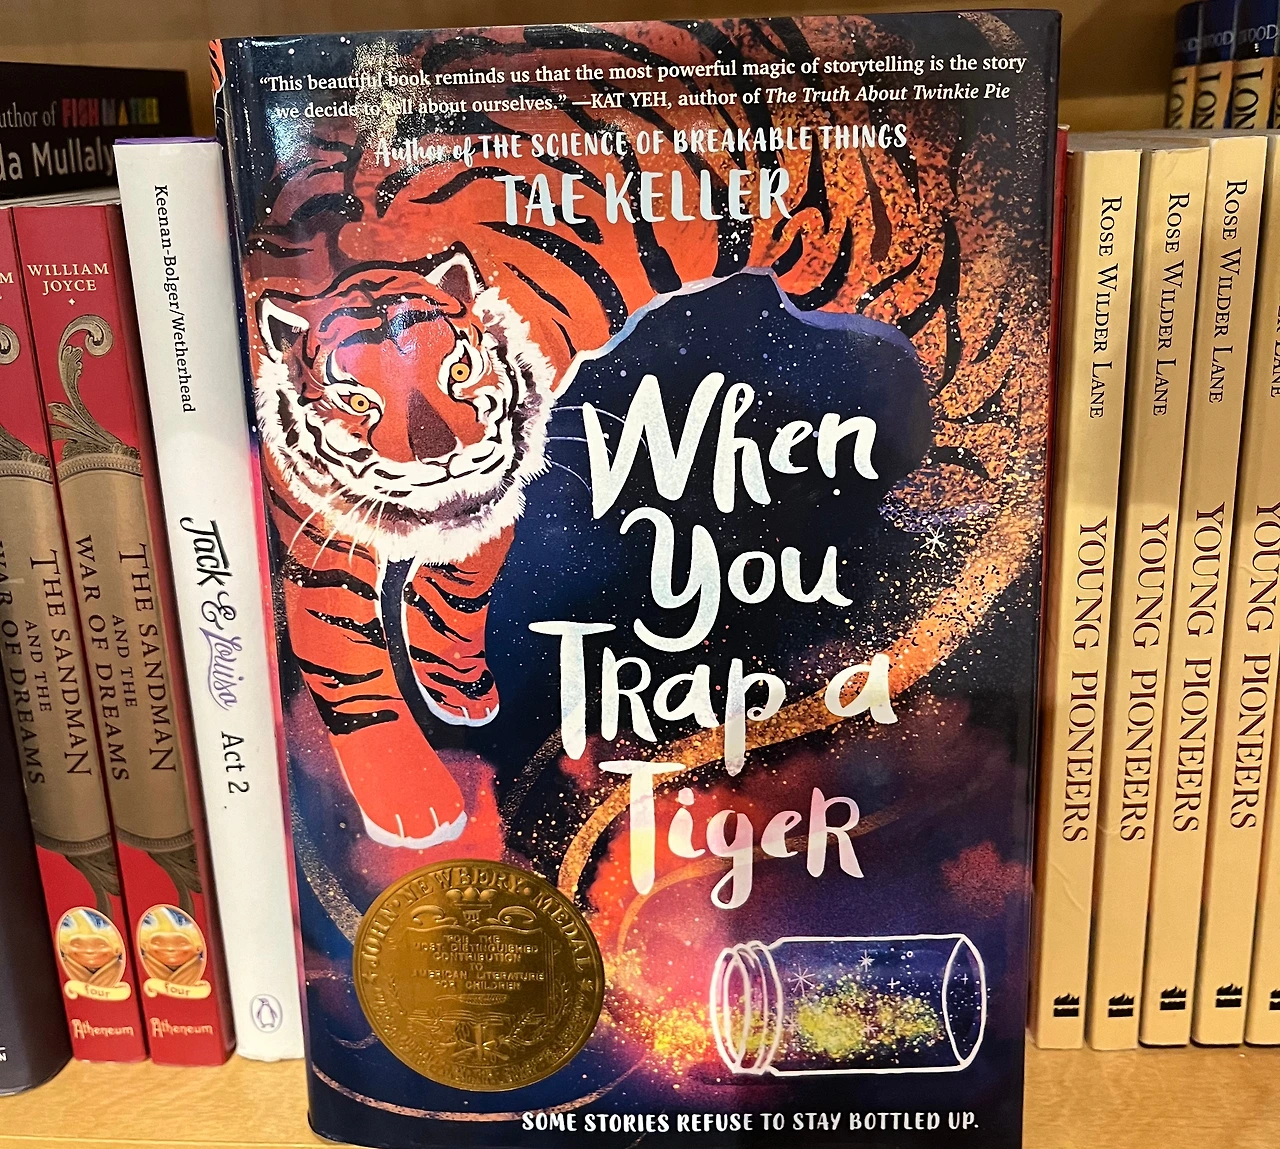 "This beautiful book reminds us that the most powerful magic of storytelling is the story
we decide to tell about ourselves." —KAT YEH, author of The Truth About Twinkie Pie
Author of THE SCIENCE OF BREAKABLE THINGS
TAE KELLER
When
You
Trap a
Tiger
JOHN NEWBERY MEDAL
FOR THE
MOST DISTINGUISHED
CONTRIBUTION
TO
AMERICAN LITERATURE
FOR CHILDREN
SOME STORIES REFUSE TO STAY BOTTLED UP.
author of FISH IN A TREE
da Mullaly
THE SANDMAN
AND THE
WAR OF DREAMS
Atheneum
WILLIAM
JOYCE
THE SANDMAN
AND THE
WAR OF DREAMS
four
Atheneum
four
Keenan-Bolger/Wetherhead
Jack & Louisa Act 2
ROSE WILDER LANE YOUNG PIONEERS
ROSE WILDER LANE YOUNG PIONEERS
ROSE WILDER LANE YOUNG PIONEERS
LANE YOUNG PIONEERS